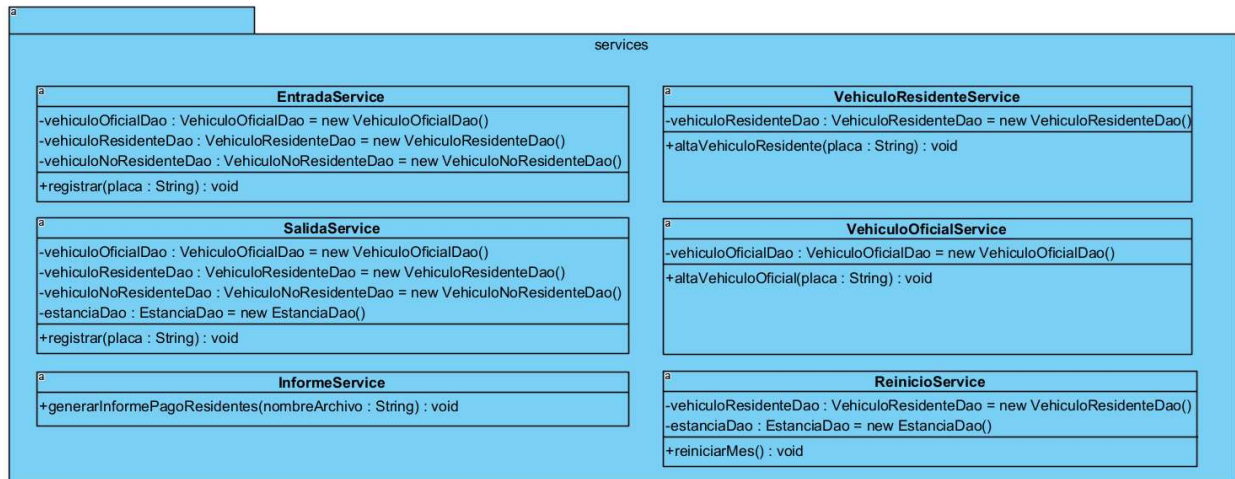 a
services
a
EntradaService
-vehiculoOficialDao : VehiculoOficialDao = new VehiculoOficialDao()
-vehiculoResidenteDao : VehiculoResidenteDao = new VehiculoResidenteDao()
-vehiculoNoResidenteDao : VehiculoNoResidenteDao = new VehiculoNoResidenteDao()
+registrar(placa : String) : void
a
VehiculoResidenteService
-vehiculoResidenteDao : VehiculoResidenteDao = new VehiculoResidenteDao()
+altaVehiculoResidente(placa : String) : void
a
SalidaService
-vehiculoOficialDao : VehiculoOficialDao = new VehiculoOficialDao()
-vehiculoResidenteDao : VehiculoResidenteDao = new VehiculoResidenteDao()
-vehiculoNoResidenteDao : VehiculoNoResidenteDao = new VehiculoNoResidenteDao()
-estanciaDao : EstanciaDao = new EstanciaDao()
+registrar(placa : String) : void
a
VehiculoOficialService
-vehiculoOficialDao : VehiculoOficialDao = new VehiculoOficialDao()
+altaVehiculoOficial(placa : String) : void
a
InformeService
+generarInformePagoResidentes(nombreArchivo : String) : void
a
ReinicioService
-vehiculoResidenteDao : VehiculoResidenteDao = new VehiculoResidenteDao()
-estanciaDao : EstanciaDao = new EstanciaDao()
+reiniciarMes() : void